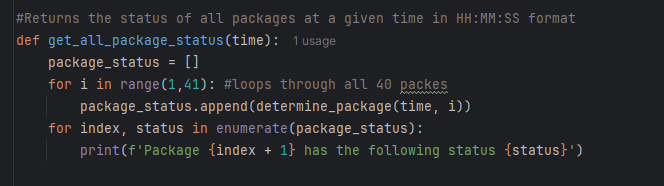 #Returns the status of all packages at a given time in HH:MM:SS format
def get_all_package_status(time): 1 usage
    package_status = []
    for i in range(1,41): #loops through all 40 packes
        package_status.append(determine_package(time, i))
    for index, status in enumerate(package_status):
        print(f'Package {index + 1} has the following status {status}')